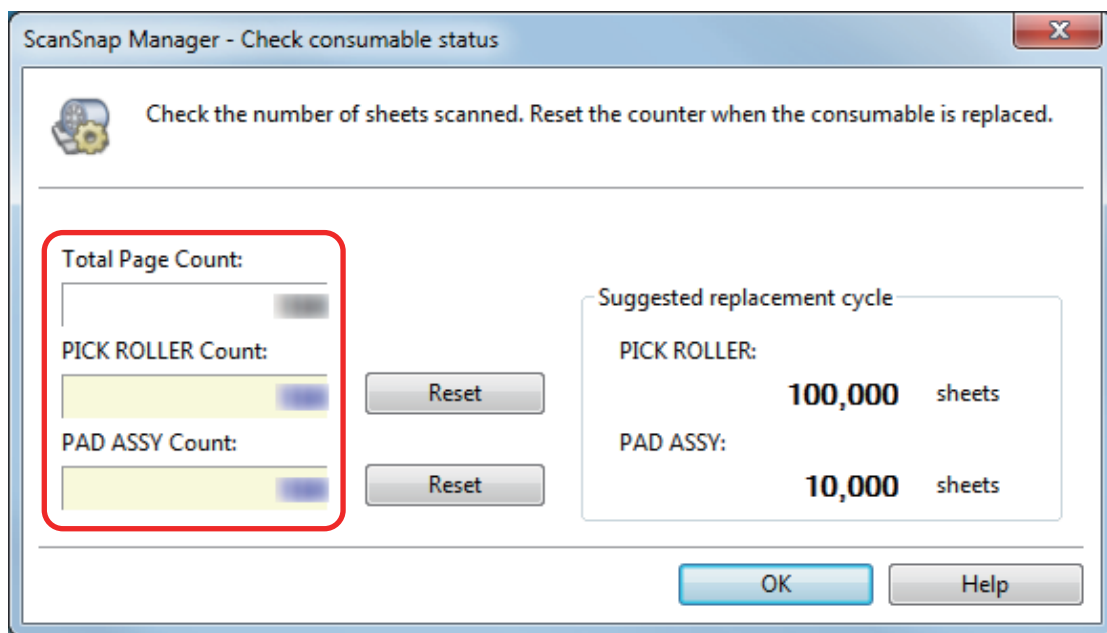 ScanSnap Manager - Check consumable status
Check the number of sheets scanned. Reset the counter when the consumable is replaced.
Total Page Count:
PICK ROLLER Count:
Reset
PAD ASSY Count:
Reset
Suggested replacement cycle
PICK ROLLER:
100,000 sheets
PAD ASSY:
10,000 sheets
OK
Help